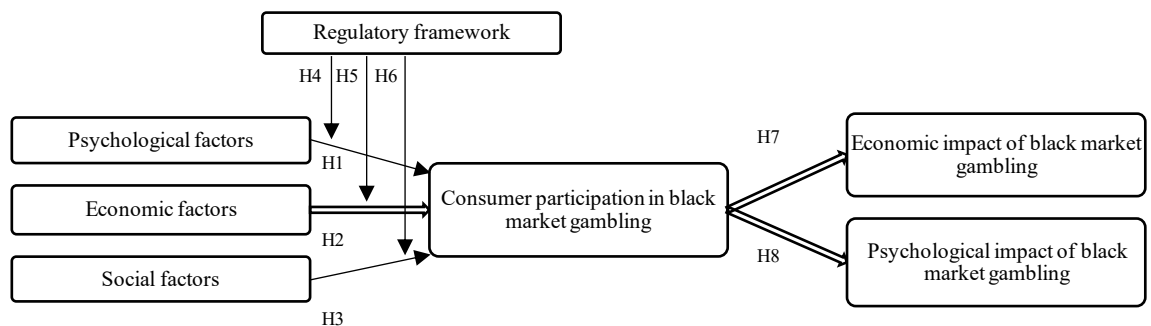 Regulatory framework
H4 H5 H6
Psychological factors
H1
Economic factors
H2
Social factors
H3
Consumer participation in black
market gambling
H7
Economic impact of black market
gambling
H8
Psychological impact of black
market gambling